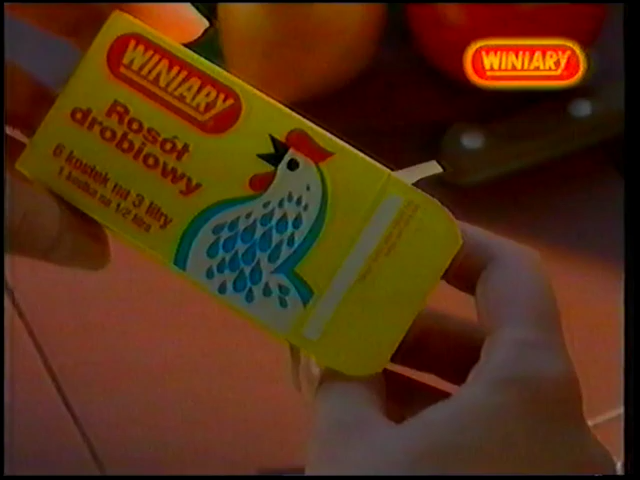 WINIARY
WINIARY
Rosół
drobiowy
6 kostek na 3 litry
1 kostka na 1/2 litra